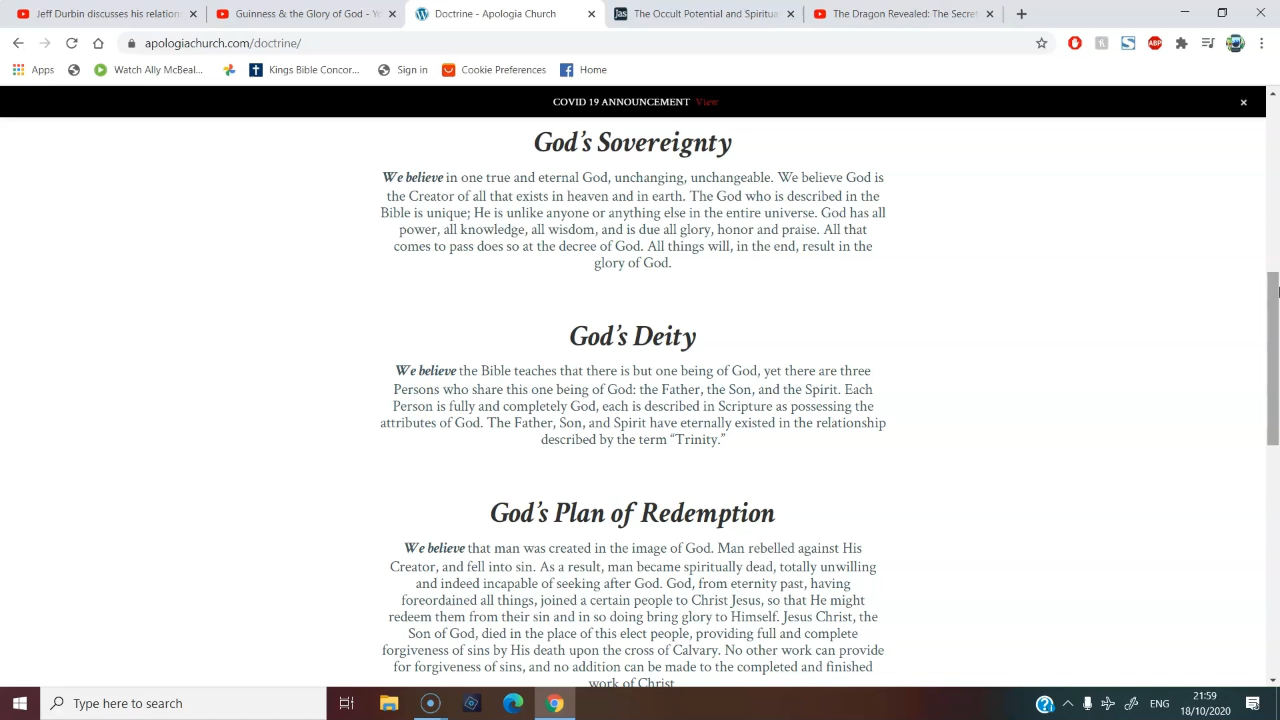 Jeff Durbin discusses his relation
Guinness & the Glory of God - Yo
Doctrine - Apologia Church
Jas
The Occult Potential and Spiritua
The Dragon Revealed: The Secret
apologiachurch.com/doctrine/
ABP
Apps
Watch Ally McBeal...
Kings Bible Concor...
Sign in
Cookie Preferences
Home
COVID 19 ANNOUNCEMENT View
God's Sovereignty
We believe in one true and eternal God, unchanging, unchangeable. We believe God is
the Creator of all that exists in heaven and in earth. The God who is described in the
Bible is unique; He is unlike anyone or anything else in the entire universe. God has all
power, all knowledge, all wisdom, and is due all glory, honor and praise. All that
comes to pass does so at the decree of God. All things will, in the end, result in the
glory of God.
God's Deity
We believe the Bible teaches that there is but one being of God, yet there are three
Persons who share this one being of God: the Father, the Son, and the Spirit. Each
Person is fully and completely God, each is described in Scripture as possessing the
attributes of God. The Father, Son, and Spirit have eternally existed in the relationship
described by the term “Trinity.”
God's Plan of Redemption
We believe that man was created in the image of God. Man rebelled against His
Creator, and fell into sin. As a result, man became spiritually dead, totally unwilling
and indeed incapable of seeking after God. God, from eternity past, having
foreordained all things, joined a certain people to Christ Jesus, so that He might
redeem them from their sin and in so doing bring glory to Himself. Jesus Christ, the
Son of God, died in the place of this elect people, providing full and complete
forgiveness of sins by His death upon the cross of Calvary. No other work can provide
for forgiveness of sins, and no addition can be made to the completed and finished
work of Christ
Type here to search
ENG
21:59
18/10/2020